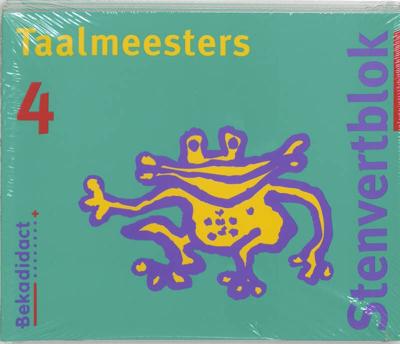 Taalmeesters
4
Stenvertblok
Bekadidact